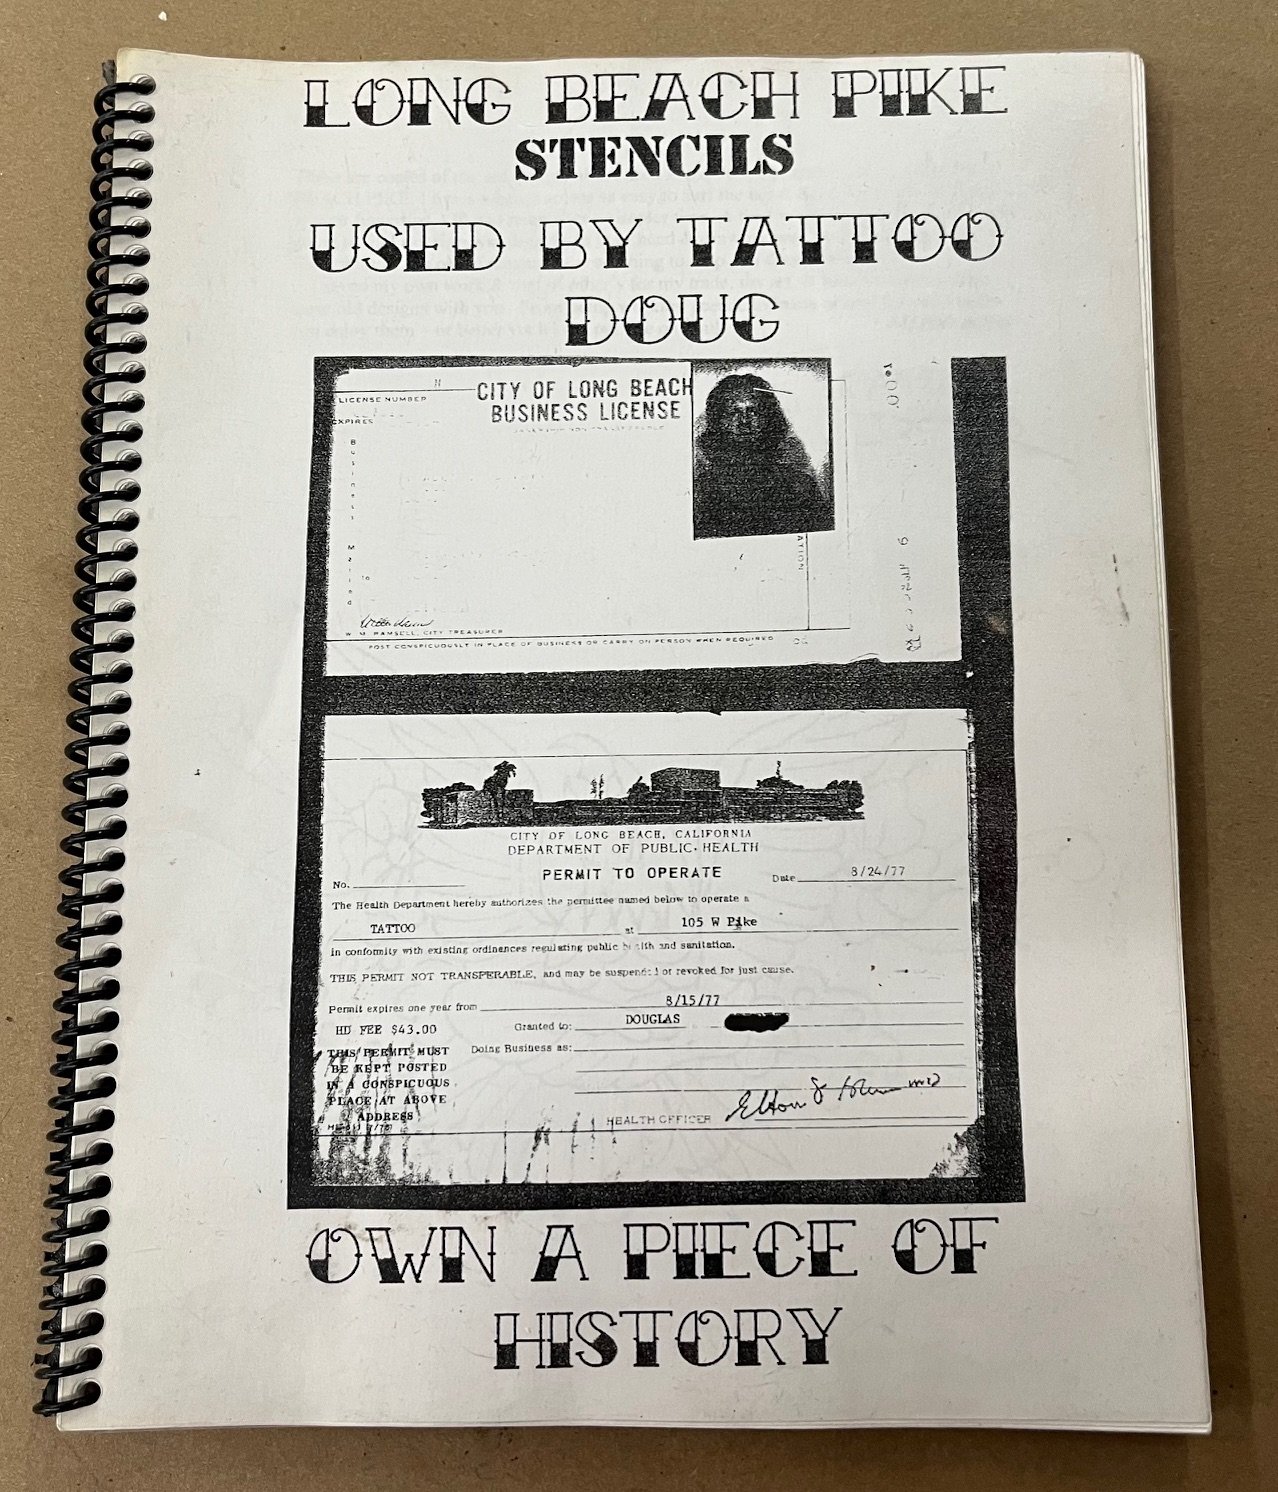 LONG BEACH PIKE
STENCILS
USED BY TATTOO
DOUG
CITY OF LONG BEACH
BUSINESS LICENSE
LICENSE NUMBER
EXPIRES
W. M. RAMSELL, CITY TREASURER
POST CONSPICUOUSLY IN PLACE OF BUSINESS OR CARRY ON PERSON WHEN REQUIRED
CITY OF LONG BEACH, CALIFORNIA
DEPARTMENT OF PUBLIC HEALTH
PERMIT TO OPERATE
No. Date 8/24/77
The Health Department hereby authorizes the permittee named below to operate a
TATTOO at 105 W Pike
in conformity with existing ordinances regulating public and sanitation.
THIS PERMIT NOT TRANSPERABLE, and may be or revoked for just cause.
Permit expires one year from 8/15/77
HD FEE $43.00 Granted to: DOUGLAS
THIS PERMIT MUST Doing Business as:
BE KEPT POSTED
IN A CONSPICUOUS
PLACE AT ABOVE
ADDRESS
HEALTH OFFICER
OWN A PIECE OF
HISTORY